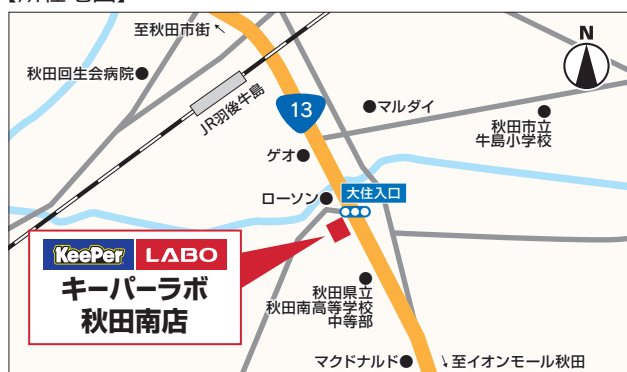 至秋田市街
N
秋田回生会病院
JR羽後牛島
13
マルダイ
秋田市立
牛島小学校
ゲオ
ローソン
大住入口
KeePer LABO
キーパーラボ
秋田南店
秋田県立
秋田南高等学校
中等部
マクドナルド
至イオンモール秋田